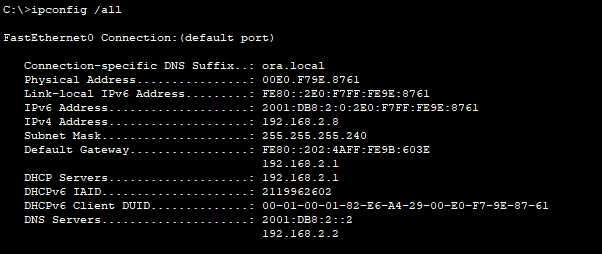 C:\>ipconfig /all
FastEthernet0 Connection:(default port)
Connection-specific DNS Suffix..: ora.local
Physical Address................: 00E0.F79E.8761
Link-local IPv6 Address.........: FE80::2E0:F7FF:FE9E:8761
IPv6 Address....................: 2001:DB8:2:0:2E0:F7FF:FE9E:8761
IPv4 Address....................: 192.168.2.8
Subnet Mask.....................: 255.255.255.240
Default Gateway.................: FE80::202:4AFF:FE9B:603E
192.168.2.1
DHCP Servers....................: 192.168.2.1
DHCPv6 IAID.....................: 2119962602
DHCPv6 Client DUID..............: 00-01-00-01-82-E6-A4-29-00-E0-F7-9E-87-61
DNS Servers.....................: 2001:DB8:2::2
192.168.2.2